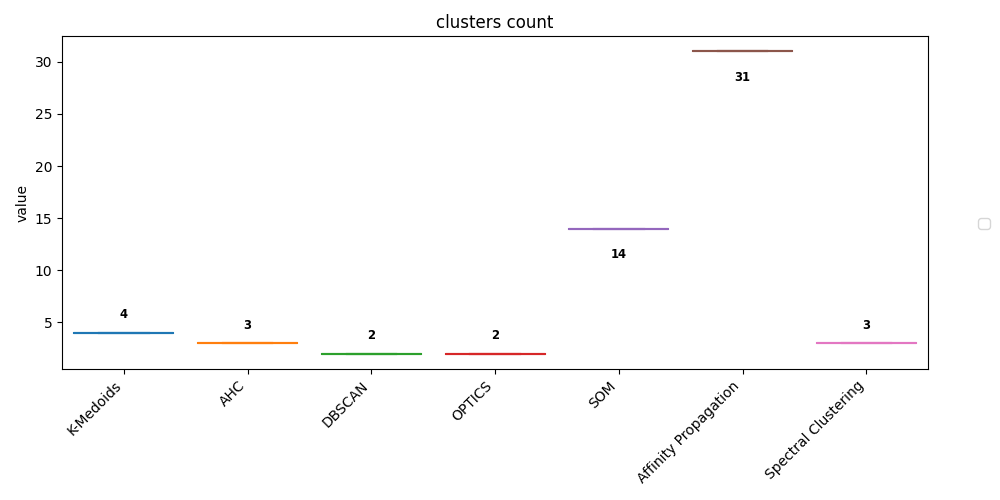 clusters count
value
30
25
20
15
10
5
4
3
2
2
14
31
3
K-Medoids
AHC
DBSCAN
OPTICS
SOM
Affinity Propagation
Spectral Clustering